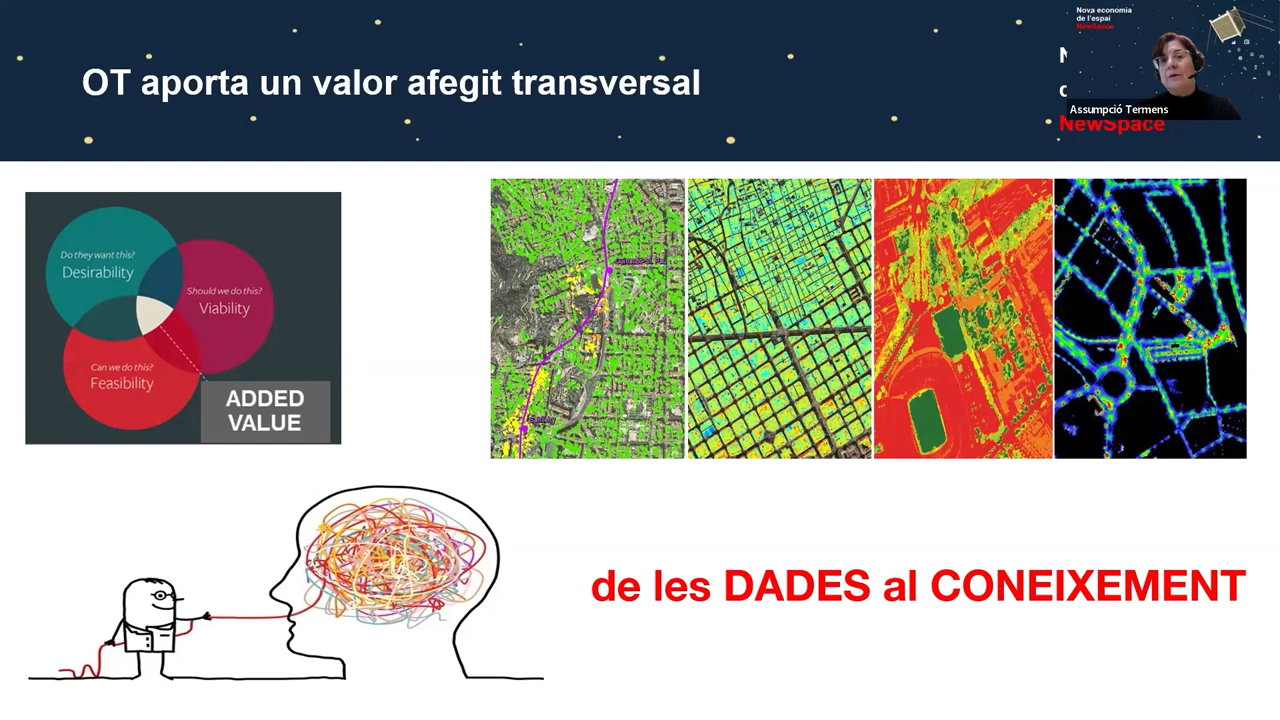 OT aporta un valor afegit transversal
Nova economia
de l'espai
NewSpace
Assumpció Termens
NewSpace
Do they want this?
Desirability
Should we do this?
Viability
Can we do this?
Feasibility
ADDED
VALUE
de les DADES al CONEIXEMENT